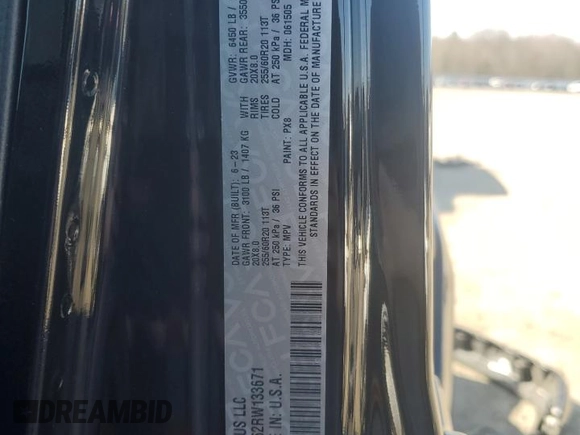 US LLC
DATE OF MFR (BUILT): 6-23
GVWR: 6450 LB /
GAWR FRONT: 3100 LB / 1407 KG
WITH
GAWR REAR: 3550
20X8.0
RIMS
20X8.0
255/60R20 113T
TIRES
255/60R20 113T
AT 250 kPa / 36 PSI
COLD
AT 250 kPa / 36 PSI
TYPE: MPV
PAINT: PX8
MDH: 061505
THIS VEHICLE CONFORMS TO ALL APPLICABLE U.S.A. FEDERAL
STANDARDS IN EFFECT ON THE DATE OF MANUFACTURE
S2RW133671
IN: U.S.A.
DREAMBID